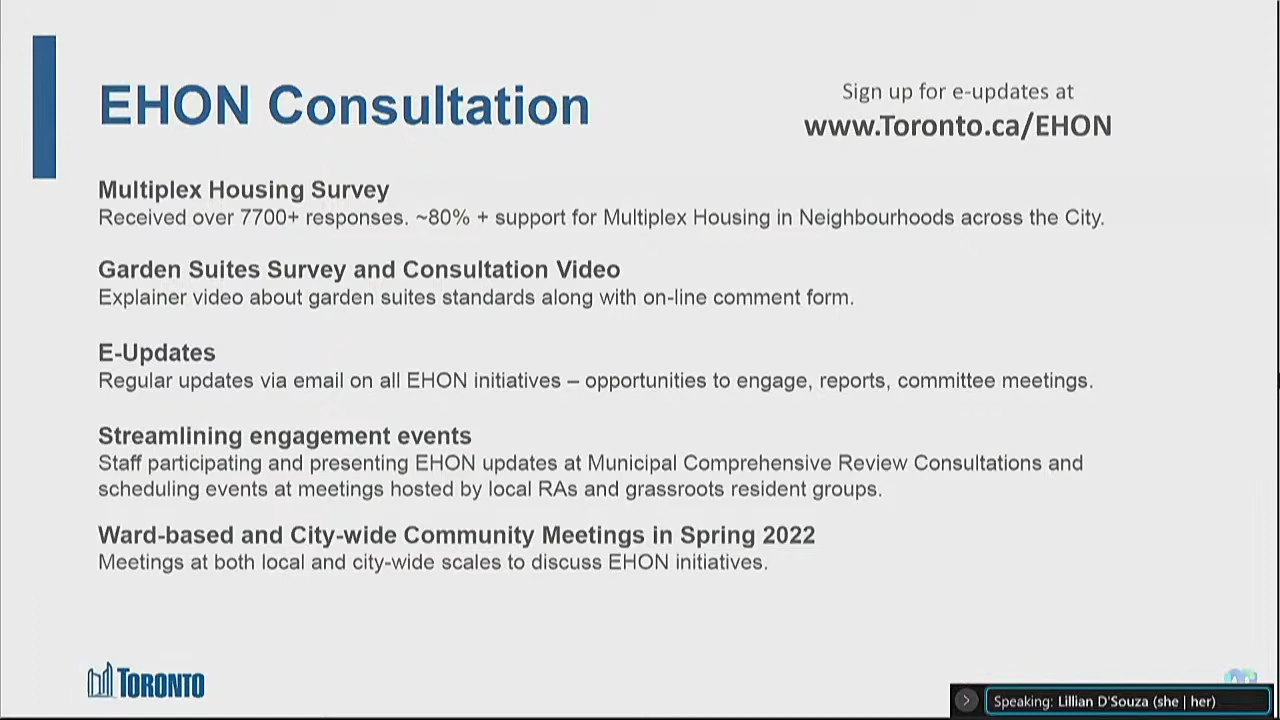 EHON Consultation
Sign up for e-updates at
www.Toronto.ca/EHON
Multiplex Housing Survey
Received over 7700+ responses. ~80% + support for Multiplex Housing in Neighbourhoods across the City.
Garden Suites Survey and Consultation Video
Explainer video about garden suites standards along with on-line comment form.
E-Updates
Regular updates via email on all EHON initiatives – opportunities to engage, reports, committee meetings.
Streamlining engagement events
Staff participating and presenting EHON updates at Municipal Comprehensive Review Consultations and
scheduling events at meetings hosted by local RAs and grassroots resident groups.
Ward-based and City-wide Community Meetings in Spring 2022
Meetings at both local and city-wide scales to discuss EHON initiatives.
TORONTO
Speaking: Lillian D'Souza (she | her)